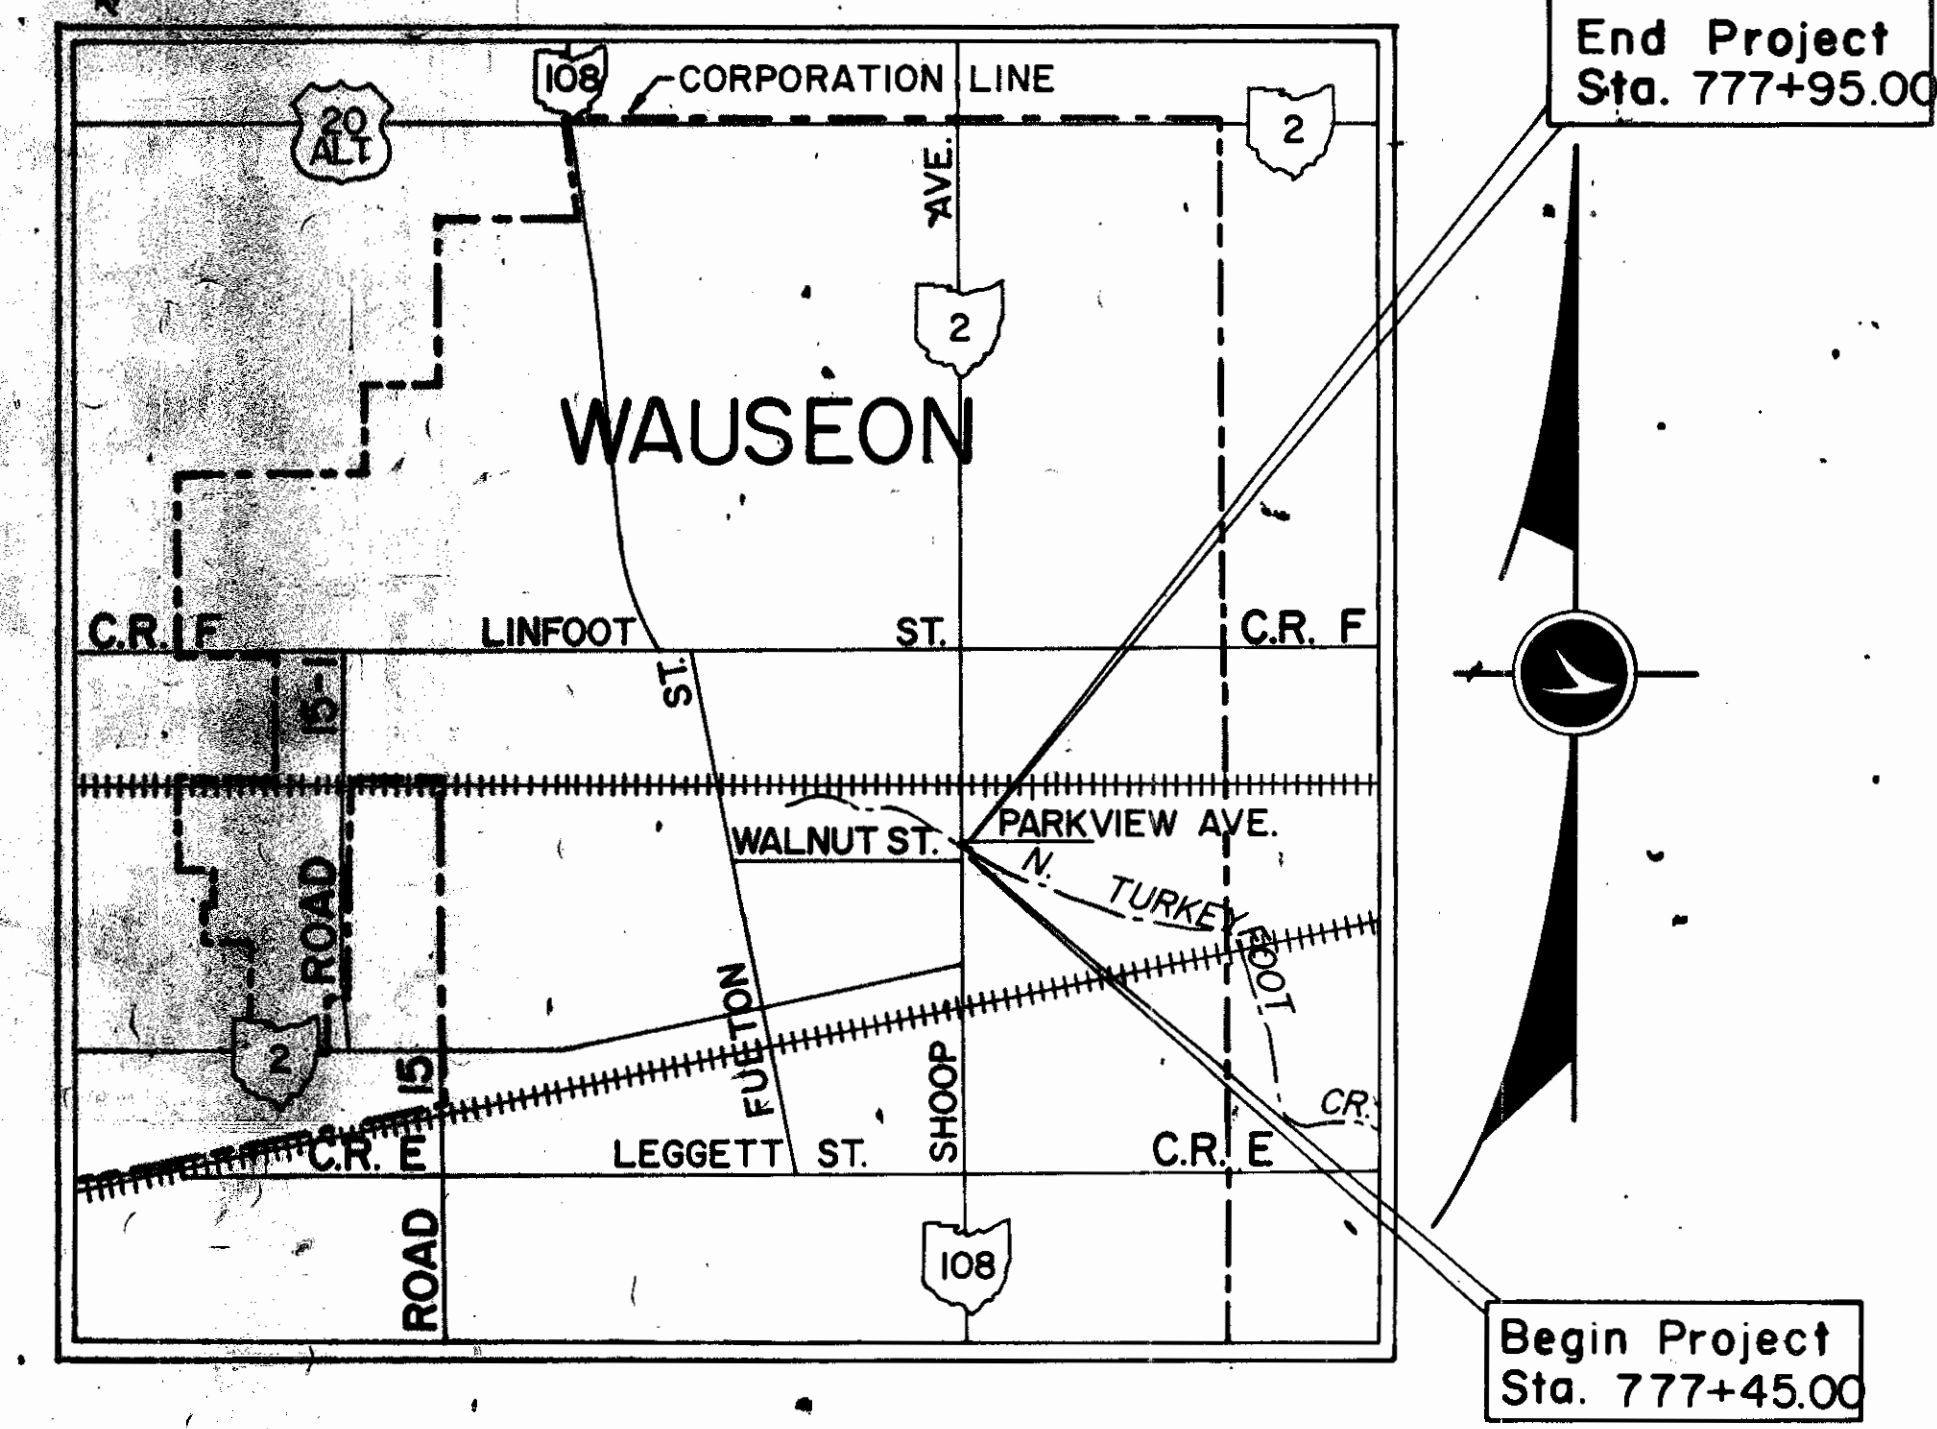 End Project
Sta. 777+95.00
108
CORPORATION LINE
20
ALT
2
AVE.
2
WAUSEON
C.R. F
LINFOOT
ST.
C.R. F
ST.
15-1
PARKVIEW AVE.
WALNUT ST.
N.
TURKEY
FOOT
ROAD
FULTON
2
15
SHOOP
CR.
C.R. E
LEGGETT ST.
C.R. E
ROAD
108
Begin Project
Sta. 777+45.00